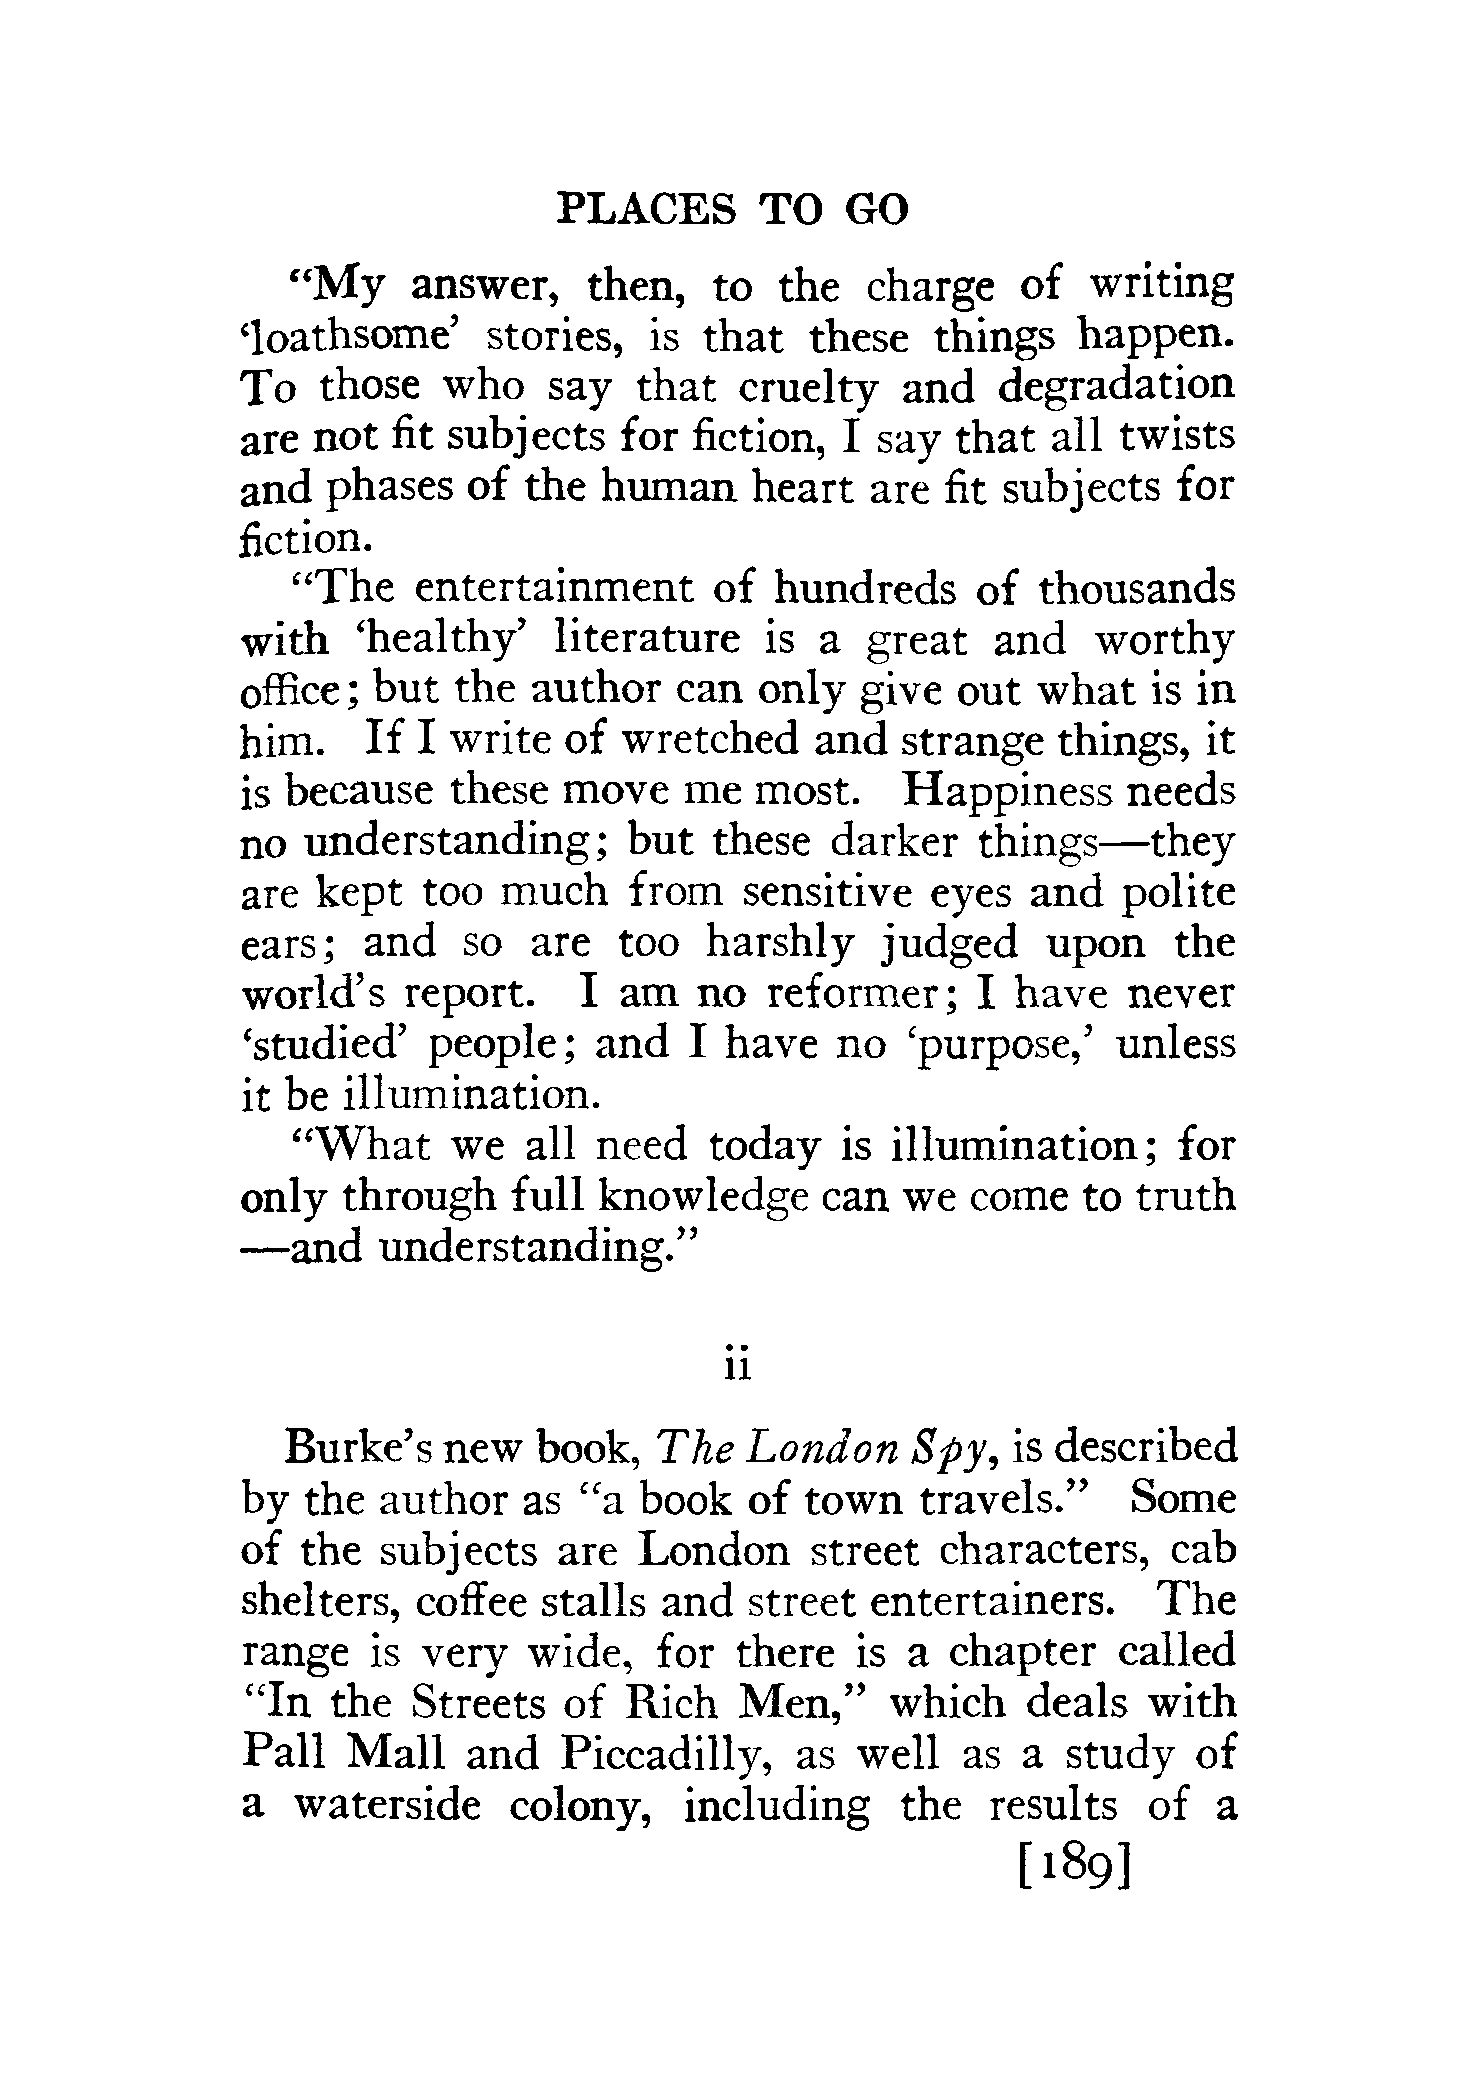 PLACES TO GO
“My answer, then, to the charge of writing
‘loathsome’ stories, is that these things happen.
To those who say that cruelty and degradation
are not fit subjects for fiction, I say that all twists
and phases of the human heart are fit subjects for
fiction.
“The entertainment of hundreds of thousands
with ‘healthy’ literature is a great and worthy
office; but the author can only give out what is in
him. If I write of wretched and strange things, it
is because these move me most. Happiness needs
no understanding; but these darker things—they
are kept too much from sensitive eyes and polite
ears; and so are too harshly judged upon the
world’s report. I am no reformer; I have never
‘studied’ people; and I have no ‘purpose,’ unless
it be illumination.
“What we all need today is illumination; for
only through full knowledge can we come to truth
—and understanding.”
ii
Burke’s new book, The London Spy, is described
by the author as “a book of town travels.” Some
of the subjects are London street characters, cab
shelters, coffee stalls and street entertainers. The
range is very wide, for there is a chapter called
“In the Streets of Rich Men,” which deals with
Pall Mall and Piccadilly, as well as a study of
a waterside colony, including the results of a
[189]